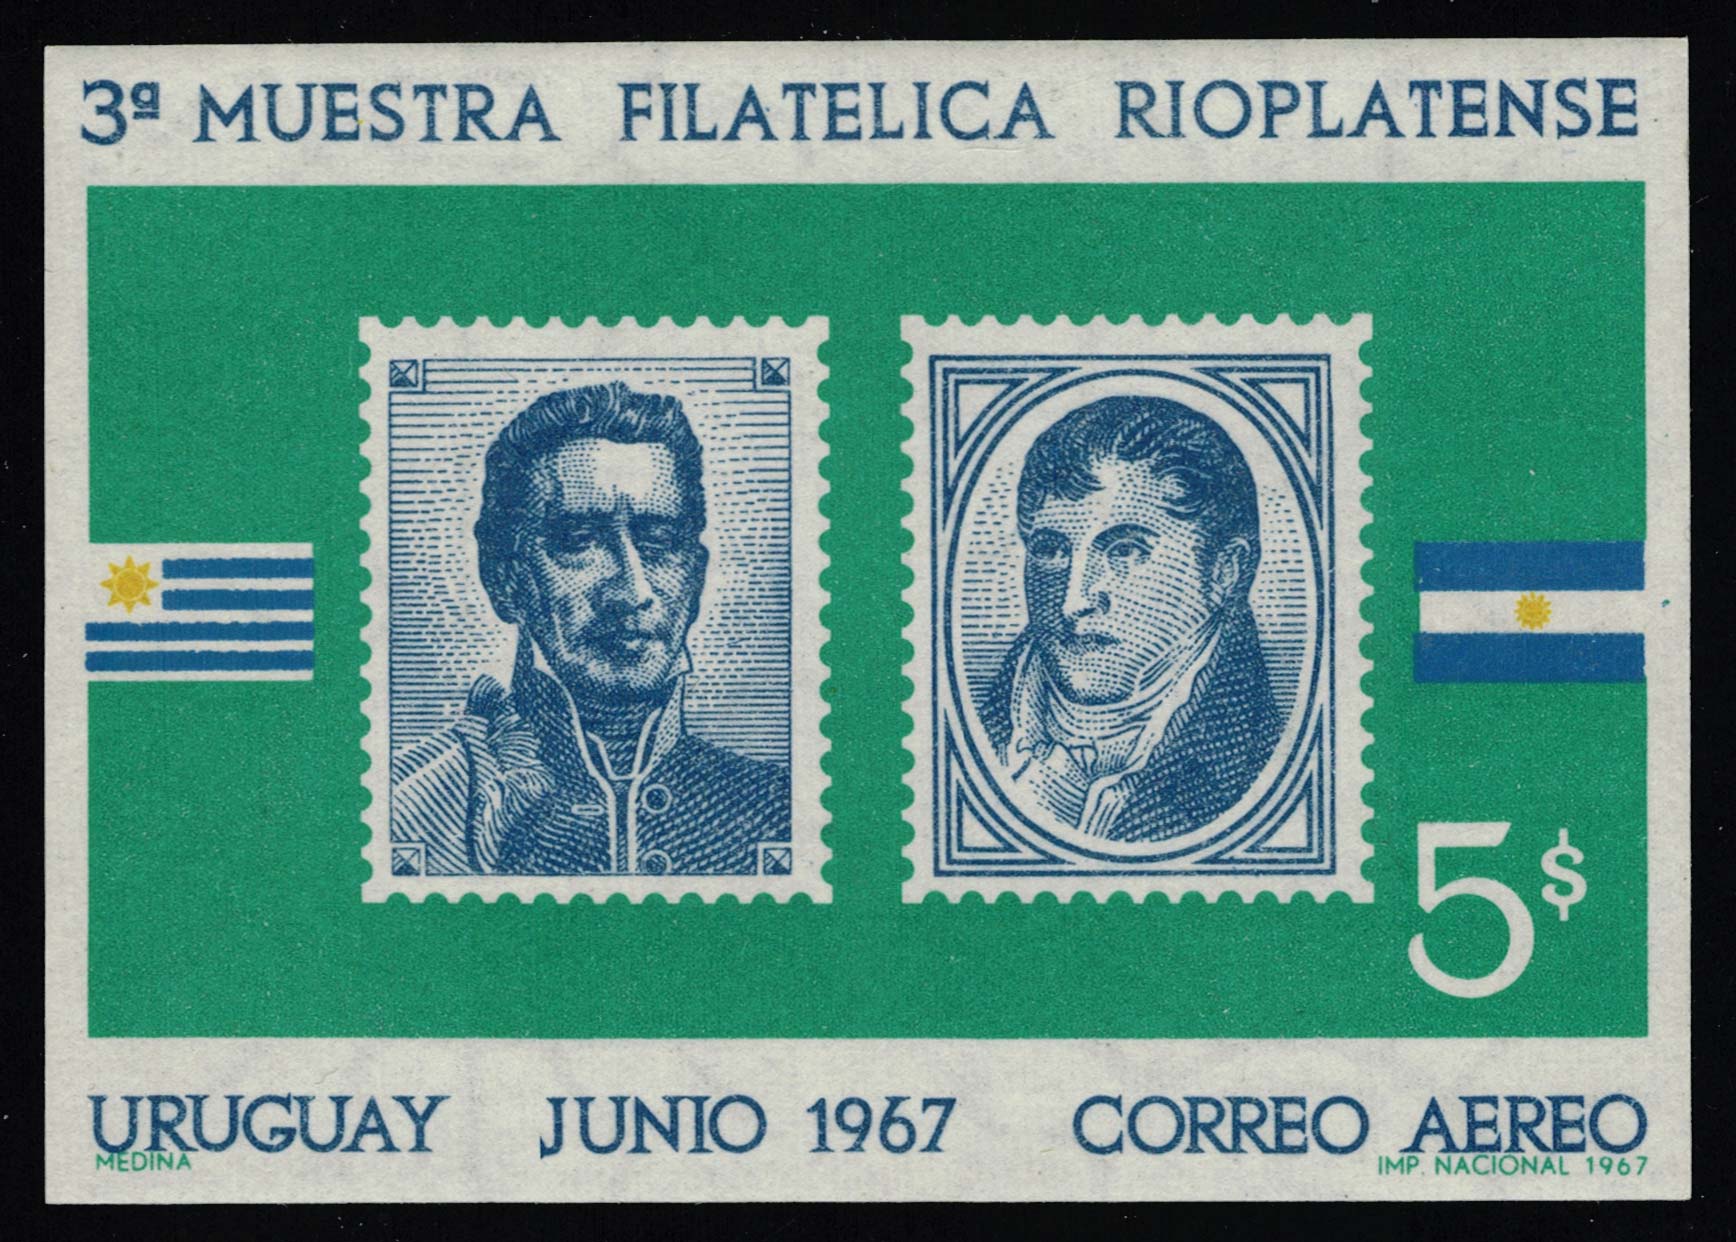 3ª MUESTRA FILATELICA RIOPLATENSE
5$
URUGUAY JUNIO 1967 CORREO AEREO
MEDINA IMP. NACIONAL 1967